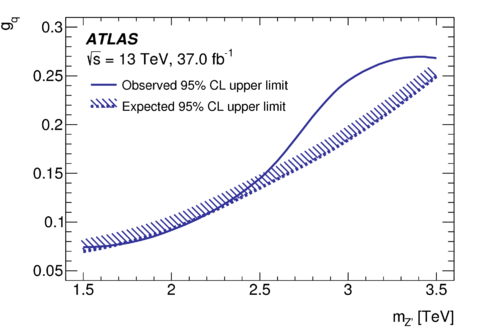 g_q
0.3
ATLAS
√s = 13 TeV, 37.0 fb⁻¹
0.25
Observed 95% CL upper limit
Expected 95% CL upper limit
0.2
0.15
0.1
0.05
1.5 2 2.5 3 3.5
m_Z' [TeV]